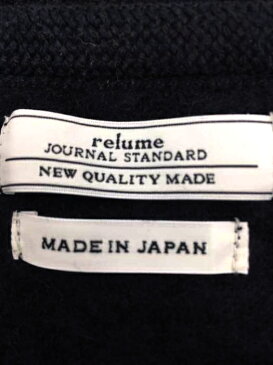 relume
JOURNAL STANDARD
NEW QUALITY MADE
MADE IN JAPAN